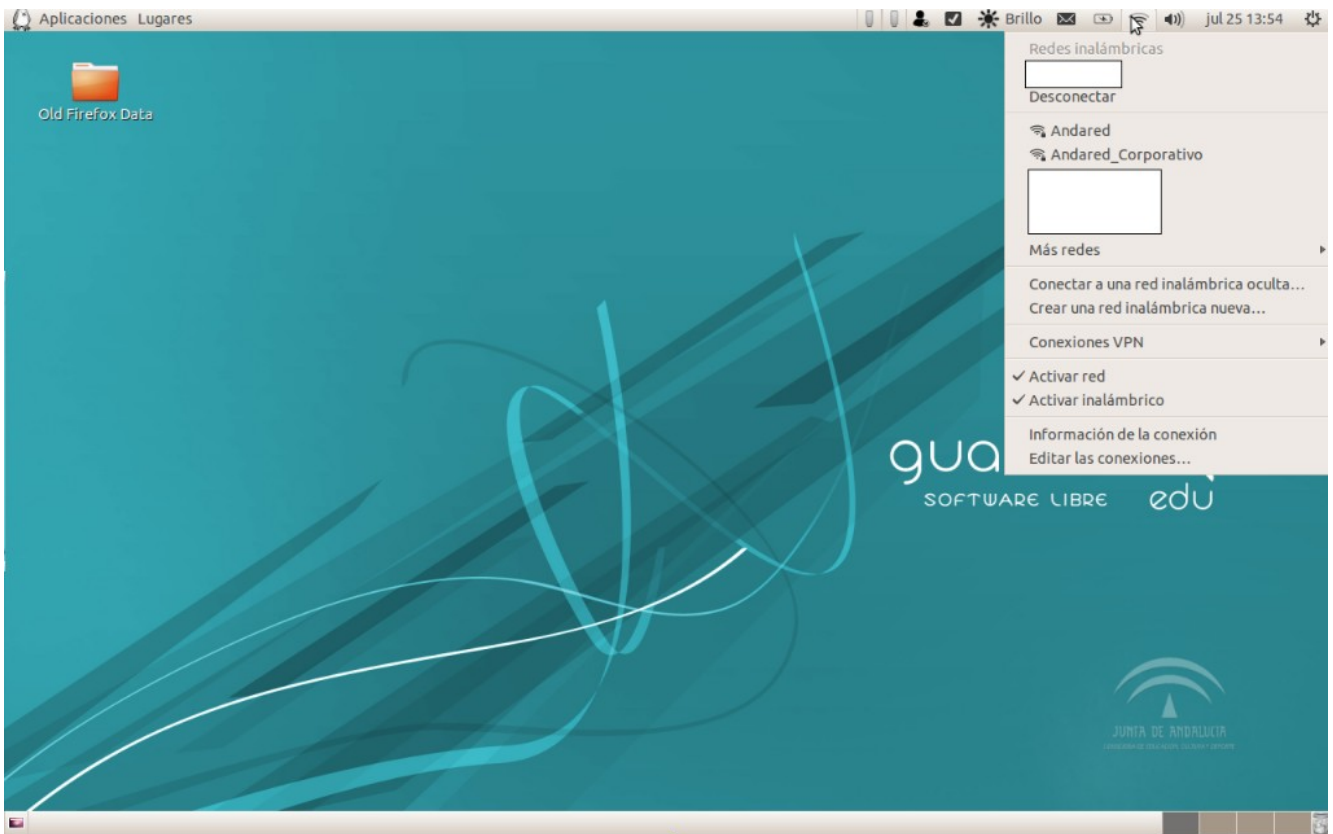 Aplicaciones Lugares
Brillo
jul 25 13:54
Old Firefox Data
Redes inalámbricas
Desconectar
Andared
Andared_Corporativo
Más redes
Conectar a una red inalámbrica oculta...
Crear una red inalámbrica nueva...
Conexiones VPN
Activar red
Activar inalámbrico
Información de la conexión
Editar las conexiones...
gua
SOFTWARE LIBRE edu
JUNTA DE ANDALUCIA